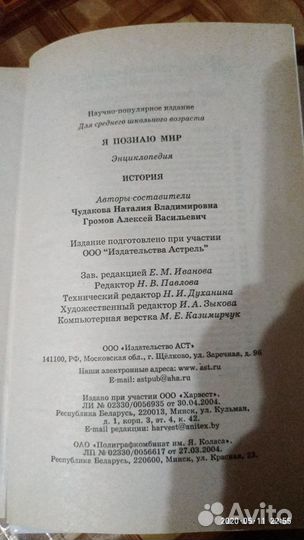 Научно-популярное издание
Для среднего школьного возраста
Я ПОЗНАЮ МИР
Энциклопедия
ИСТОРИЯ
Авторы-составители
Чудакова Наталия Владимировна
Громов Алексей Васильевич
Издание подготовлено при участии
ООО "Издательства Астрель"
Зав. редакцией Е. М. Иванова
Редактор Н. В. Павлова
Технический редактор Н. И. Духанина
Художественный редактор И. А. Зыкова
Компьютерная верстка М. Е. Казимирчук
ООО «Издательство АСТ»
141100, РФ, Московская обл., г. Щёлково, ул. Заречная, д. 96
Наши электронные адреса: www.ast.ru
E-mail: astpub@aha.ru
Издано при участии ООО «Харвест».
ЛИ № 02330/0056935 от 30.04.2004.
Республика Беларусь, 220013, Минск, ул. Кульман,
д. 1, корп. 3, эт. 4, к. 42.
E-mail редакции: harvest@anitex.by
ОАО «Полиграфкомбинат им. Я. Коласа».
ЛП № 02330/0056617 от 27.03.2004.
Республика Беларусь, 220600, Минск, ул. Красная, 23.
2020/05/11 22:55
Avito